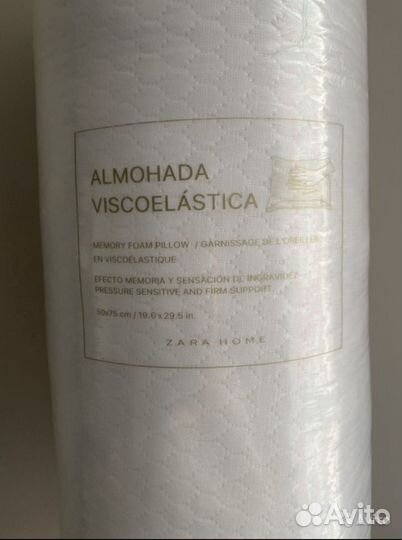 ALMOHADA
VISCOELÁSTICA
MEMORY FOAM PILLOW / GARNISSAGE DE L'OREILLER
EN VISCOÉLASTIQUE
EFECTO MEMORIA Y SENSACIÓN DE INGRAVIDEZ
PRESSURE SENSITIVE AND FIRM SUPPORT
50x75 cm / 19.6 x 29.5 in.
ZARA HOME
Avito